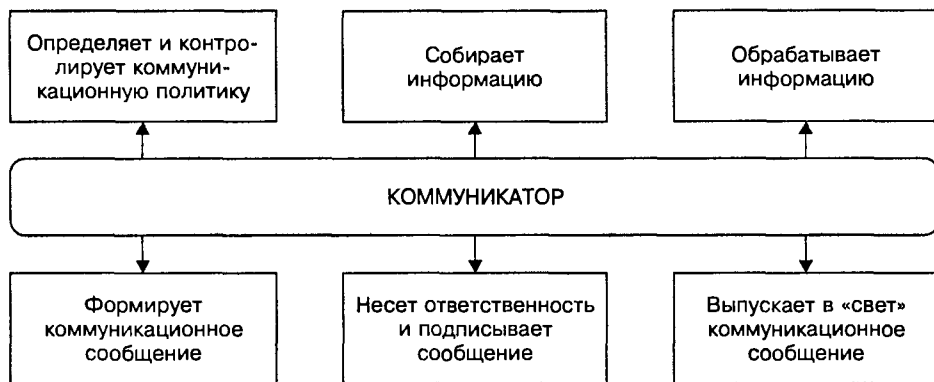 Определяет и контро-
лирует коммуни-
кационную политику
Собирает
информацию
Обрабатывает
информацию
КОММУНИКАТОР
Формирует
коммуникационное
сообщение
Несет ответственность
и подписывает
сообщение
Выпускает в «свет»
коммуникационное
сообщение